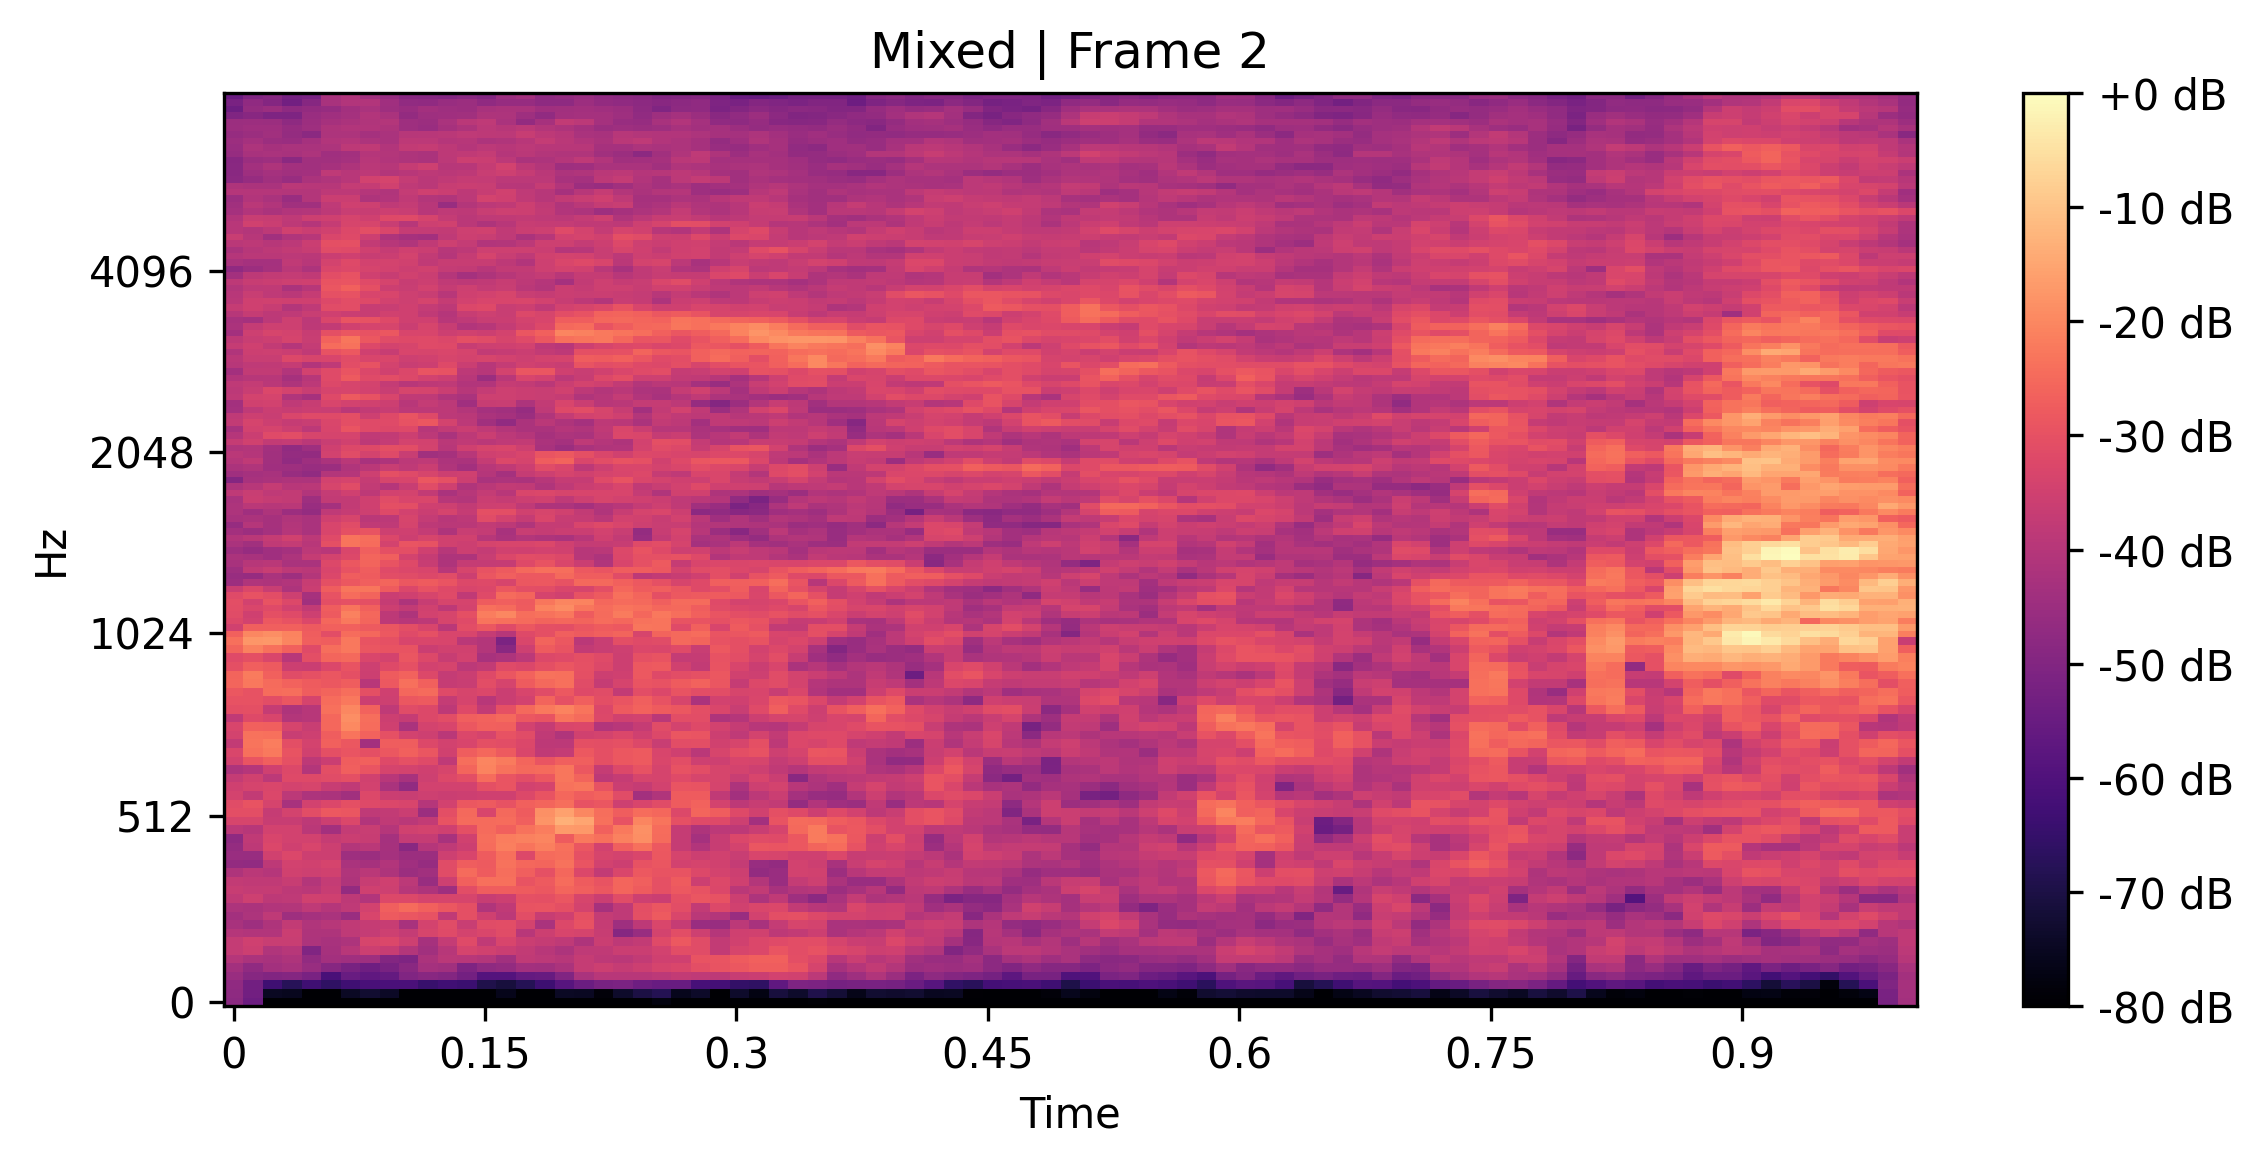 Mixed | Frame 2
Hz
4096
2048
1024
512
0
0 0.15 0.3 0.45 0.6 0.75 0.9
Time
+0 dB
-10 dB
-20 dB
-30 dB
-40 dB
-50 dB
-60 dB
-70 dB
-80 dB